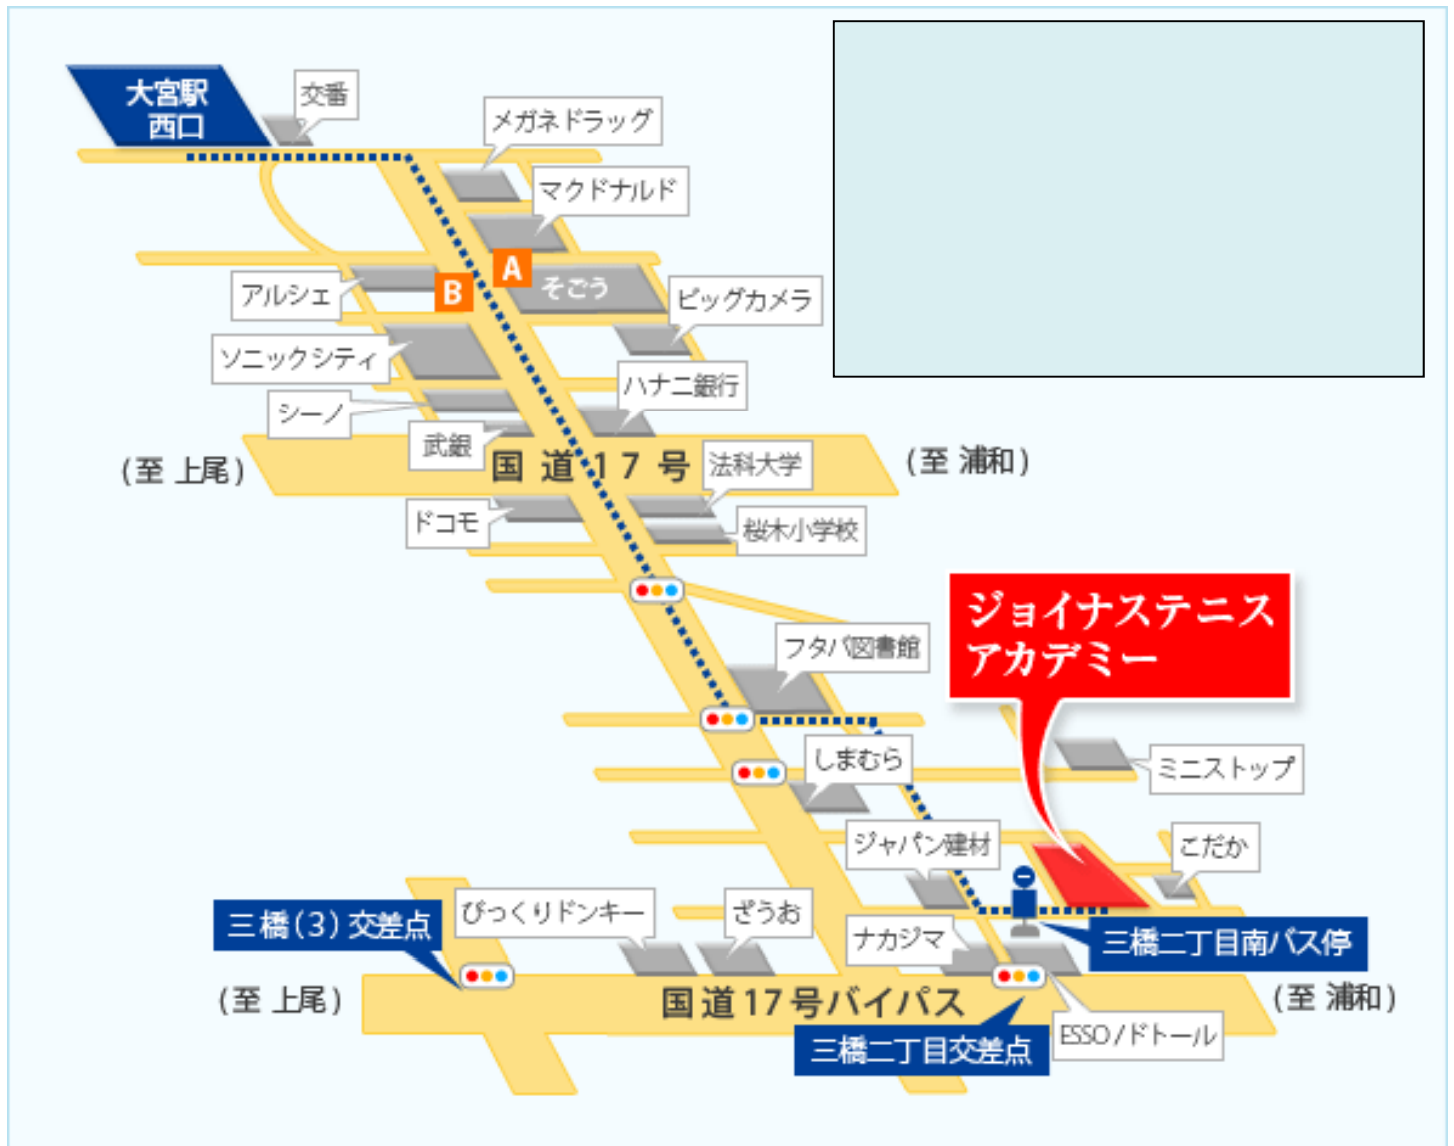 大宮駅
西口
交番
メガネドラッグ
マクドナルド
A
そごう
B
アルシェ
ビッグカメラ
ソニックシティ
ハナニ銀行
シーノ
武銀
(至 上尾)
国道17号
法科大学
(至 浦和)
ドコモ
桜木小学校
ジョイナステニス
アカデミー
フタバ図書館
しまむら
ミニストップ
ジャパン建材
こだか
びっくりドンキー
ざうお
三橋(3)交差点
ナカジマ
三橋二丁目南バス停
(至 上尾)
国道17号バイパス
(至 浦和)
三橋二丁目交差点
ESSO/ドトール